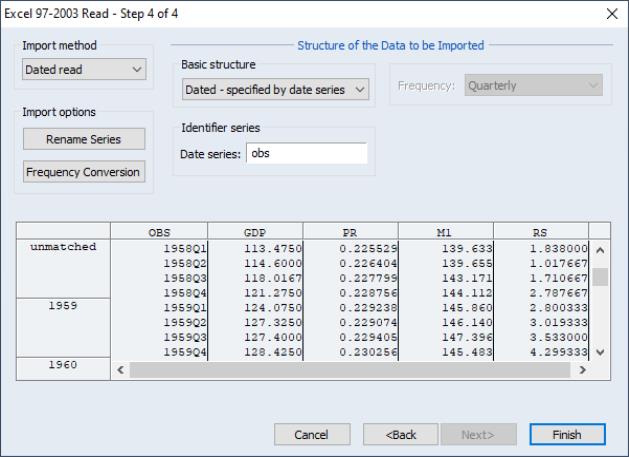 Excel 97-2003 Read - Step 4 of 4
Import method
Dated read
Import options
Rename Series
Frequency Conversion
Structure of the Data to be Imported
Basic structure
Dated - specified by date series
Frequency: Quarterly
Identifier series
Date series: obs
OBS GDP PR M1 RS
unmatched 1958Q1 113.4750 0.225529 139.633 1.838000
1958Q2 114.6000 0.226404 139.655 1.017667
1958Q3 118.0167 0.227799 143.171 1.710667
1958Q4 121.2750 0.228756 144.112 2.787667
1959 1959Q1 124.0750 0.229238 145.860 2.800333
1959Q2 127.3250 0.229074 146.140 3.019333
1959Q3 127.4000 0.229405 147.396 3.533000
1959Q4 128.4250 0.230256 145.483 4.299333
1960
Cancel <Back Next> Finish